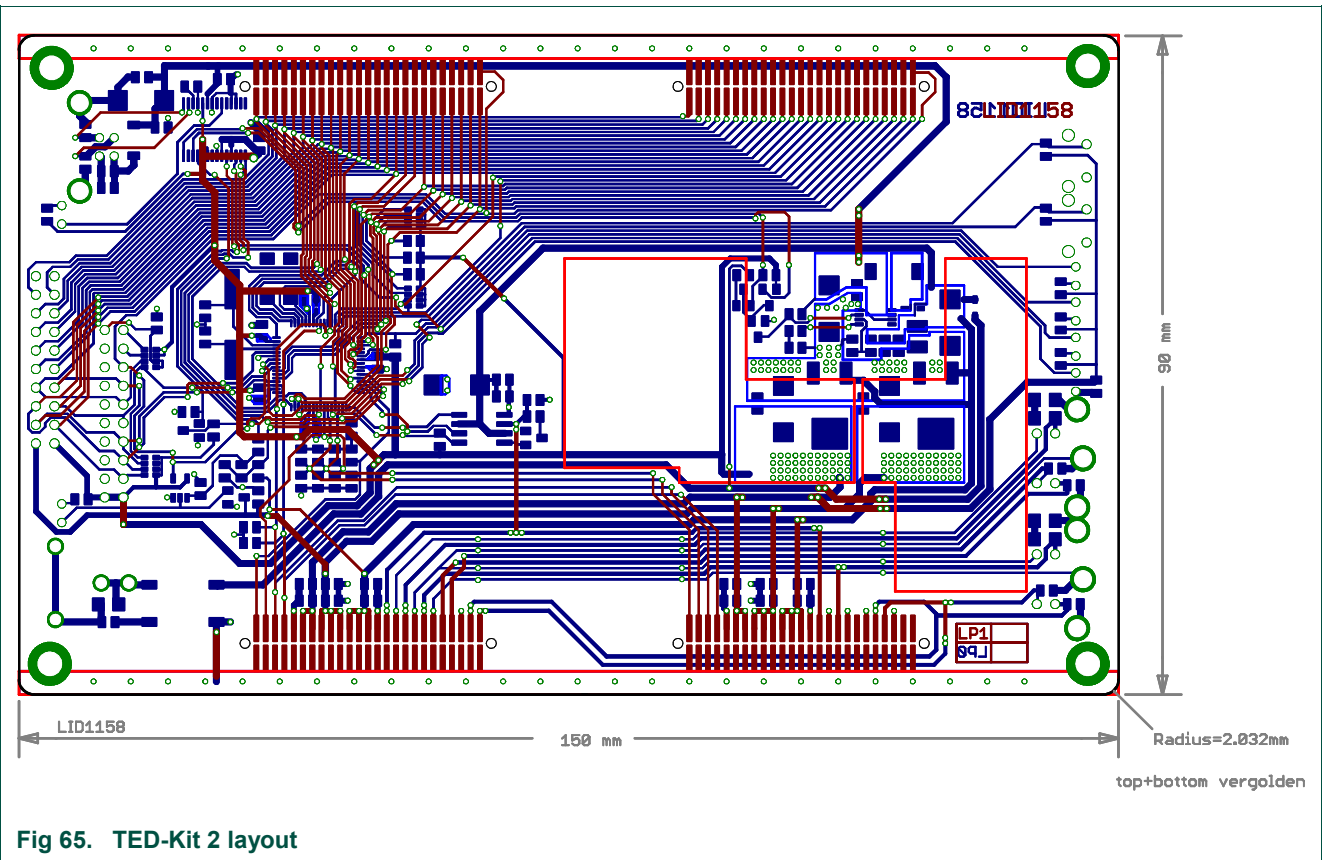 LID1158
LID1158
90 mm
LP1
LP0
LID1158
150 mm
Radius=2.032mm
top+bottom vergolden
Fig 65. TED-Kit 2 layout